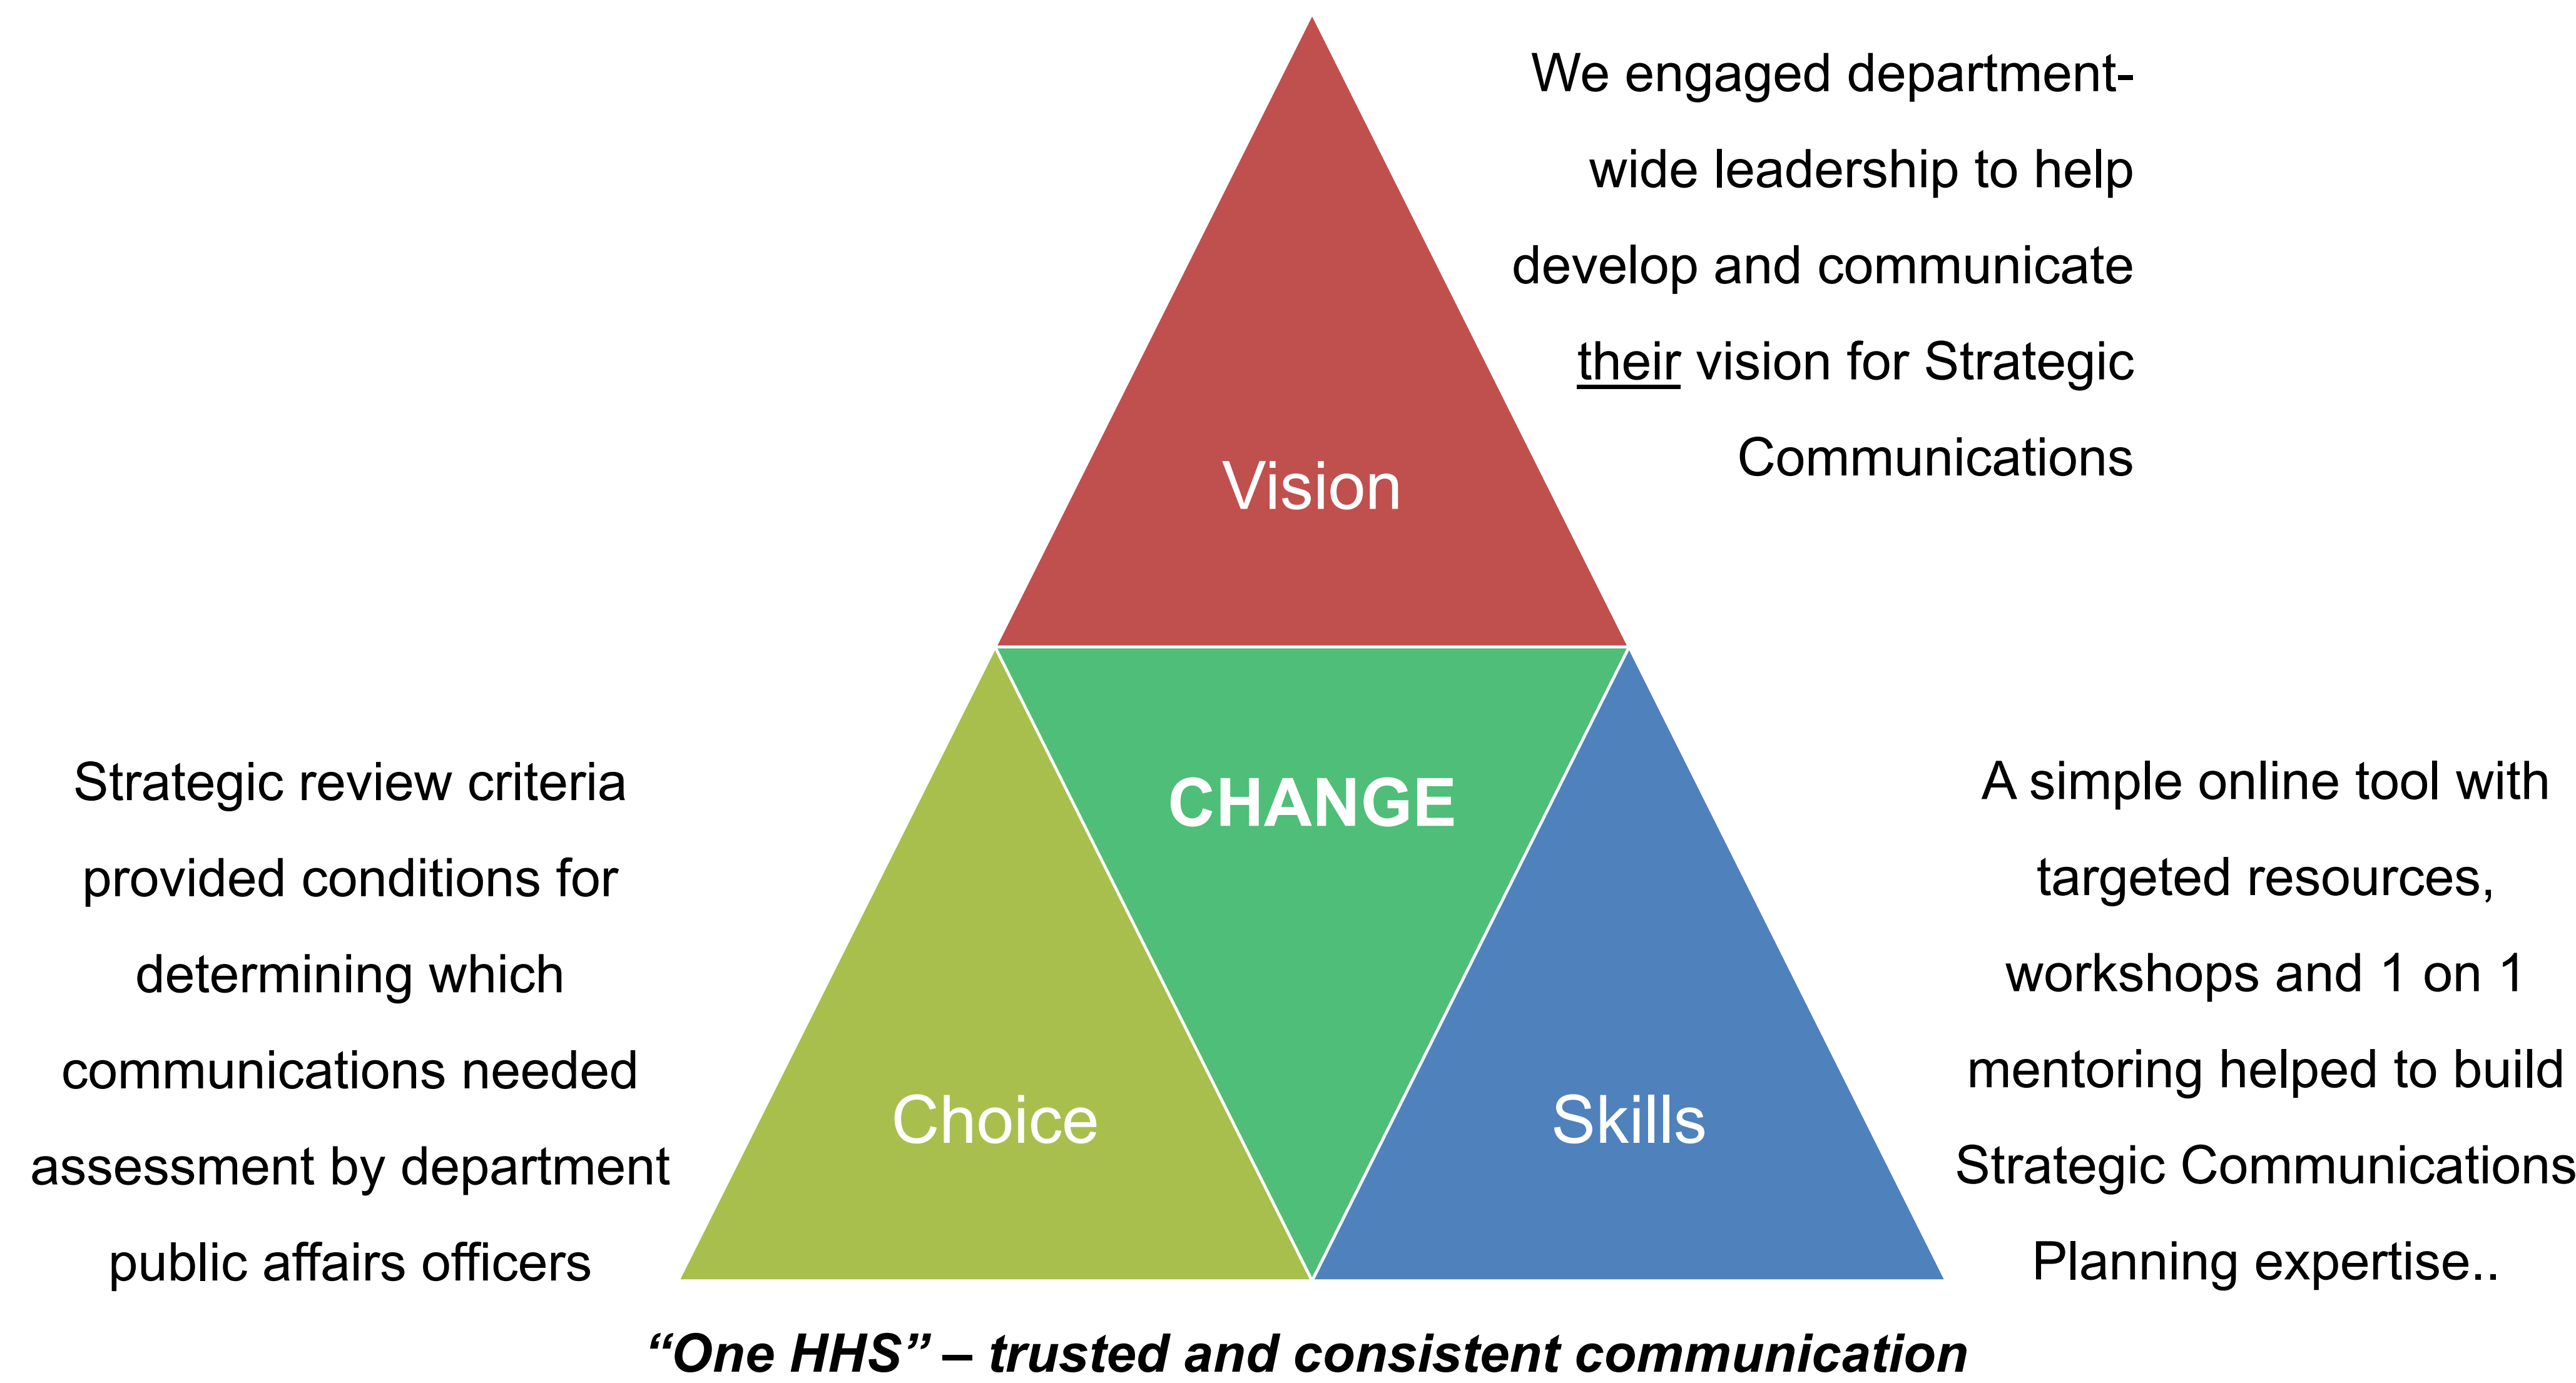 We engaged department-
wide leadership to help
develop and communicate
their vision for Strategic
Communications
Vision
CHANGE
Strategic review criteria
provided conditions for
determining which
communications needed
assessment by department
public affairs officers
Choice
Skills
A simple online tool with
targeted resources,
workshops and 1 on 1
mentoring helped to build
Strategic Communications
Planning expertise..
“One HHS” – trusted and consistent communication